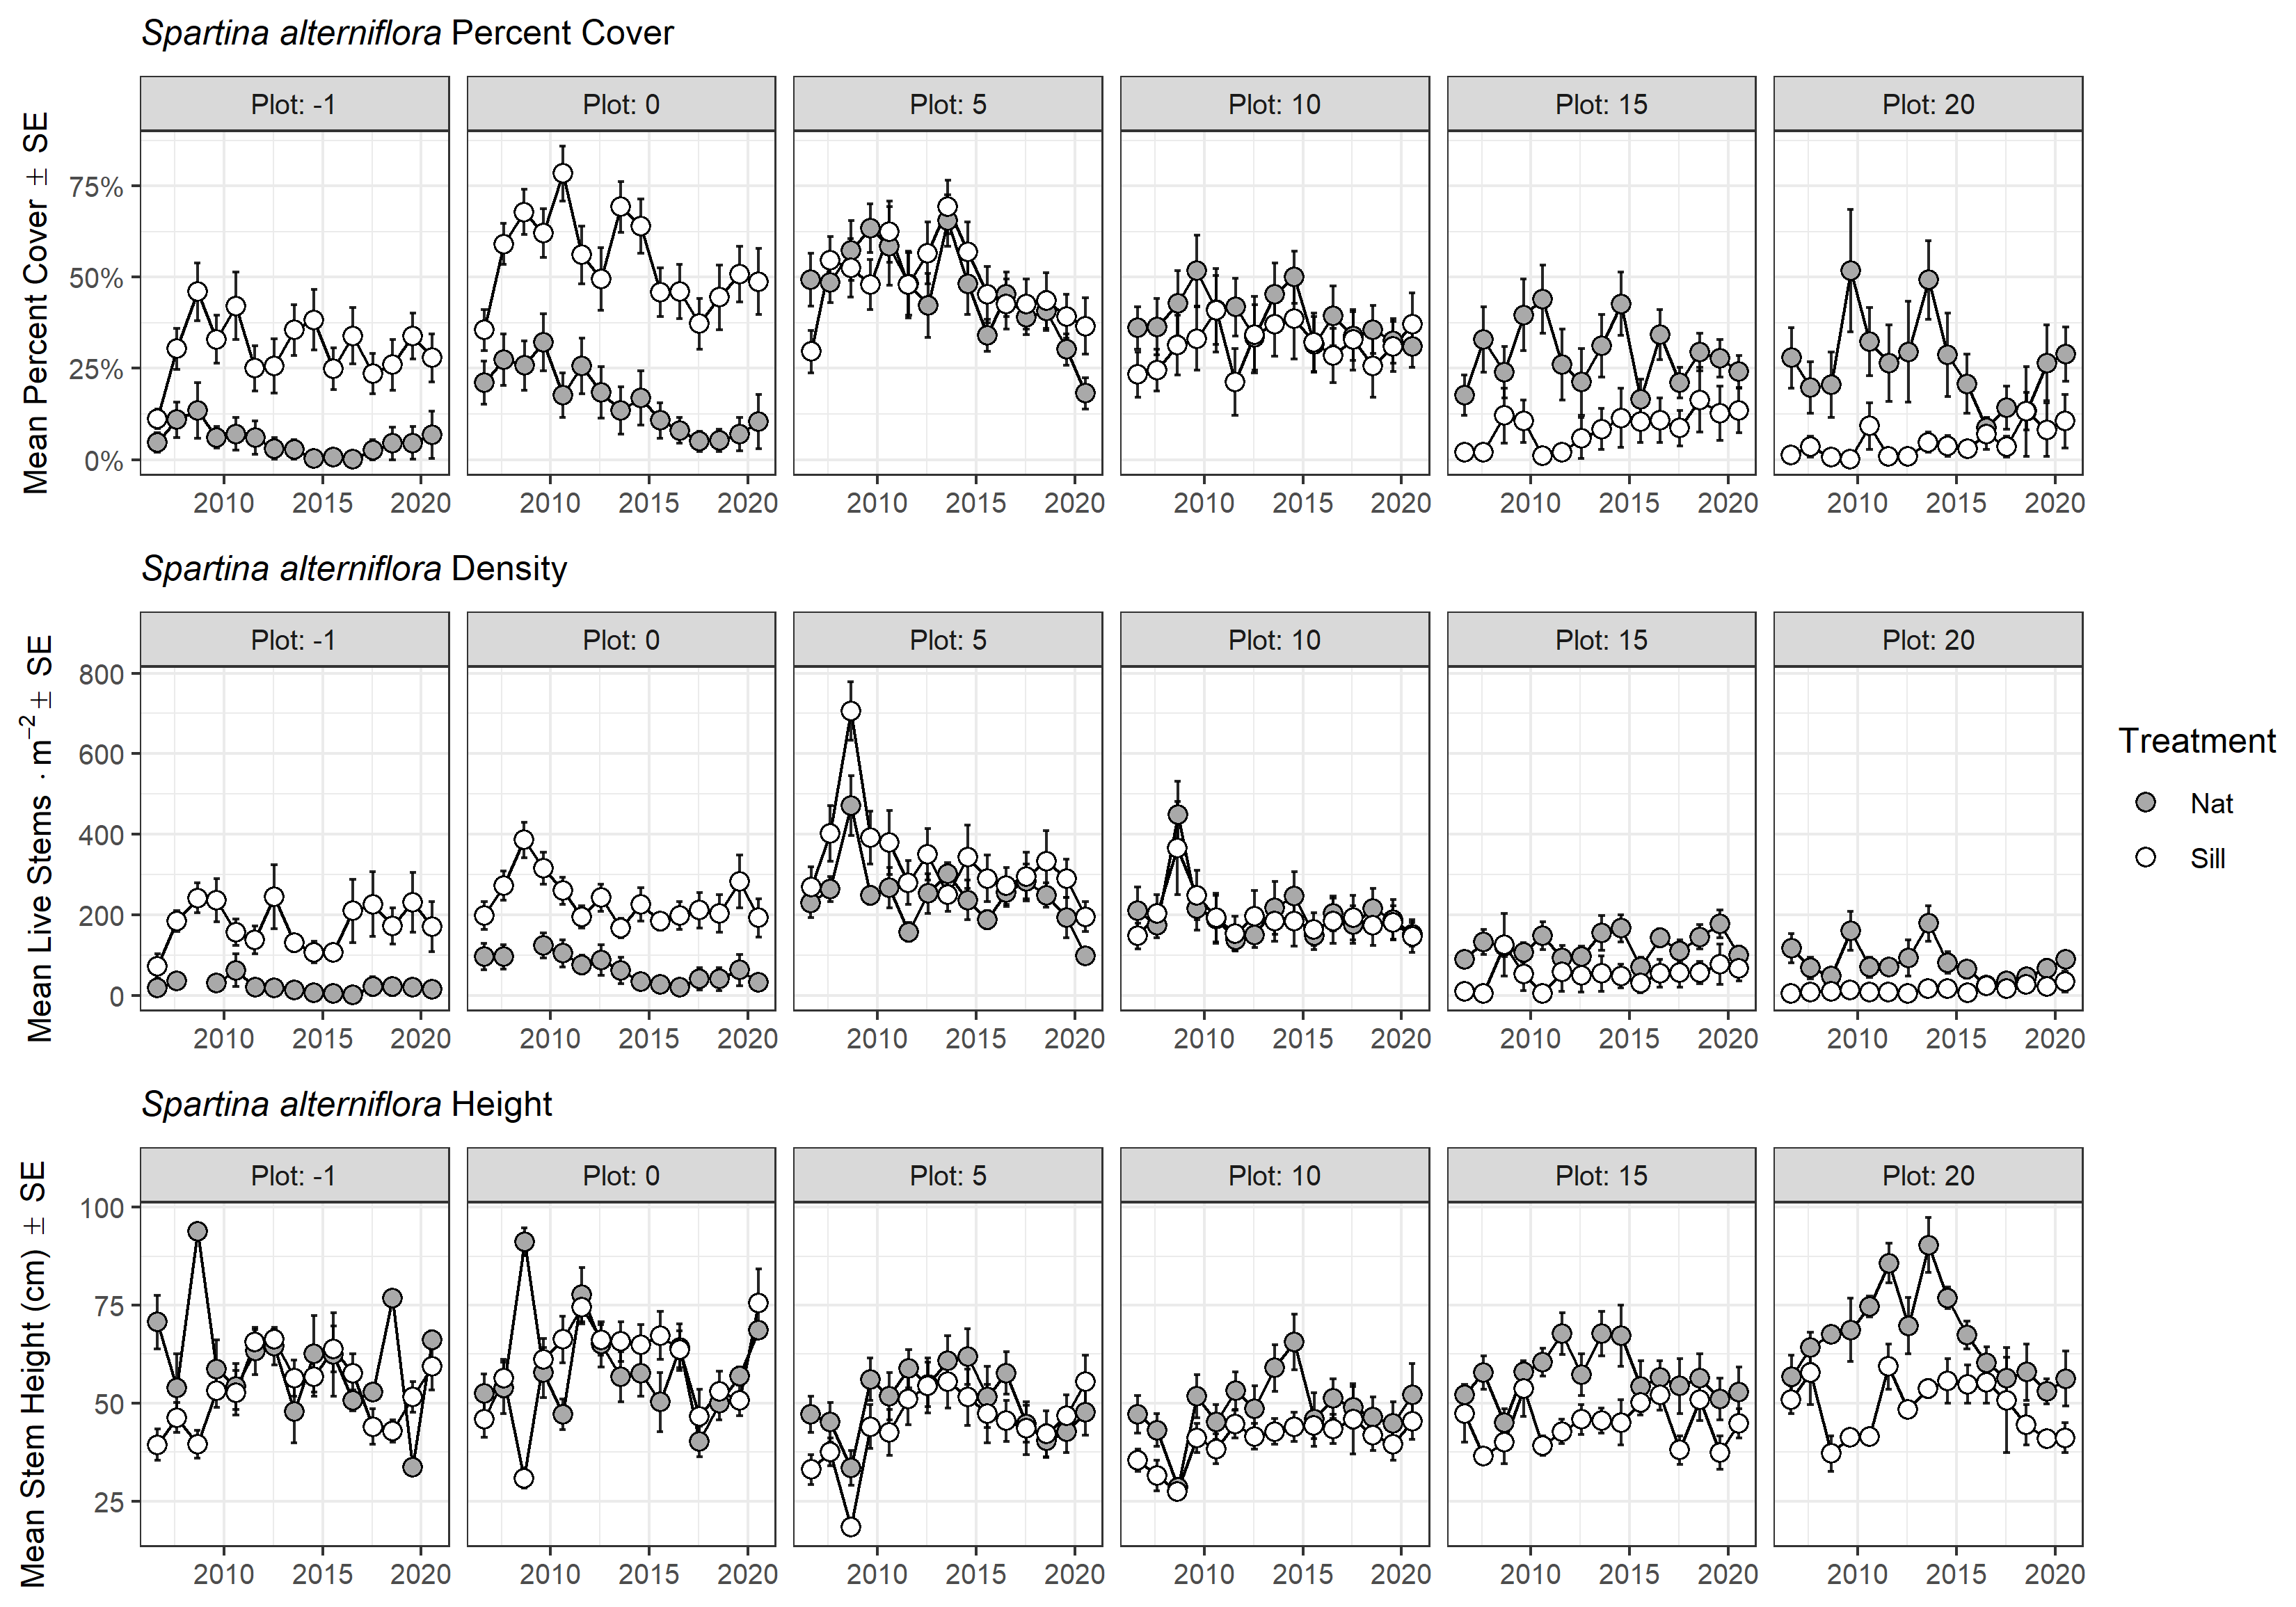 Spartina alterniflora Percent Cover
Plot: -1 Plot: 0 Plot: 5 Plot: 10 Plot: 15 Plot: 20
Mean Percent Cover ± SE
75%
50%
25%
0%
2010 2015 2020 2010 2015 2020 2010 2015 2020 2010 2015 2020 2010 2015 2020 2010 2015 2020
Spartina alterniflora Density
Plot: -1 Plot: 0 Plot: 5 Plot: 10 Plot: 15 Plot: 20
Mean Live Stems · m⁻² ± SE
800
600
400
200
0
2010 2015 2020 2010 2015 2020 2010 2015 2020 2010 2015 2020 2010 2015 2020 2010 2015 2020
Treatment
Nat
Sill
Spartina alterniflora Height
Plot: -1 Plot: 0 Plot: 5 Plot: 10 Plot: 15 Plot: 20
Mean Stem Height (cm) ± SE
100
75
50
25
2010 2015 2020 2010 2015 2020 2010 2015 2020 2010 2015 2020 2010 2015 2020 2010 2015 2020